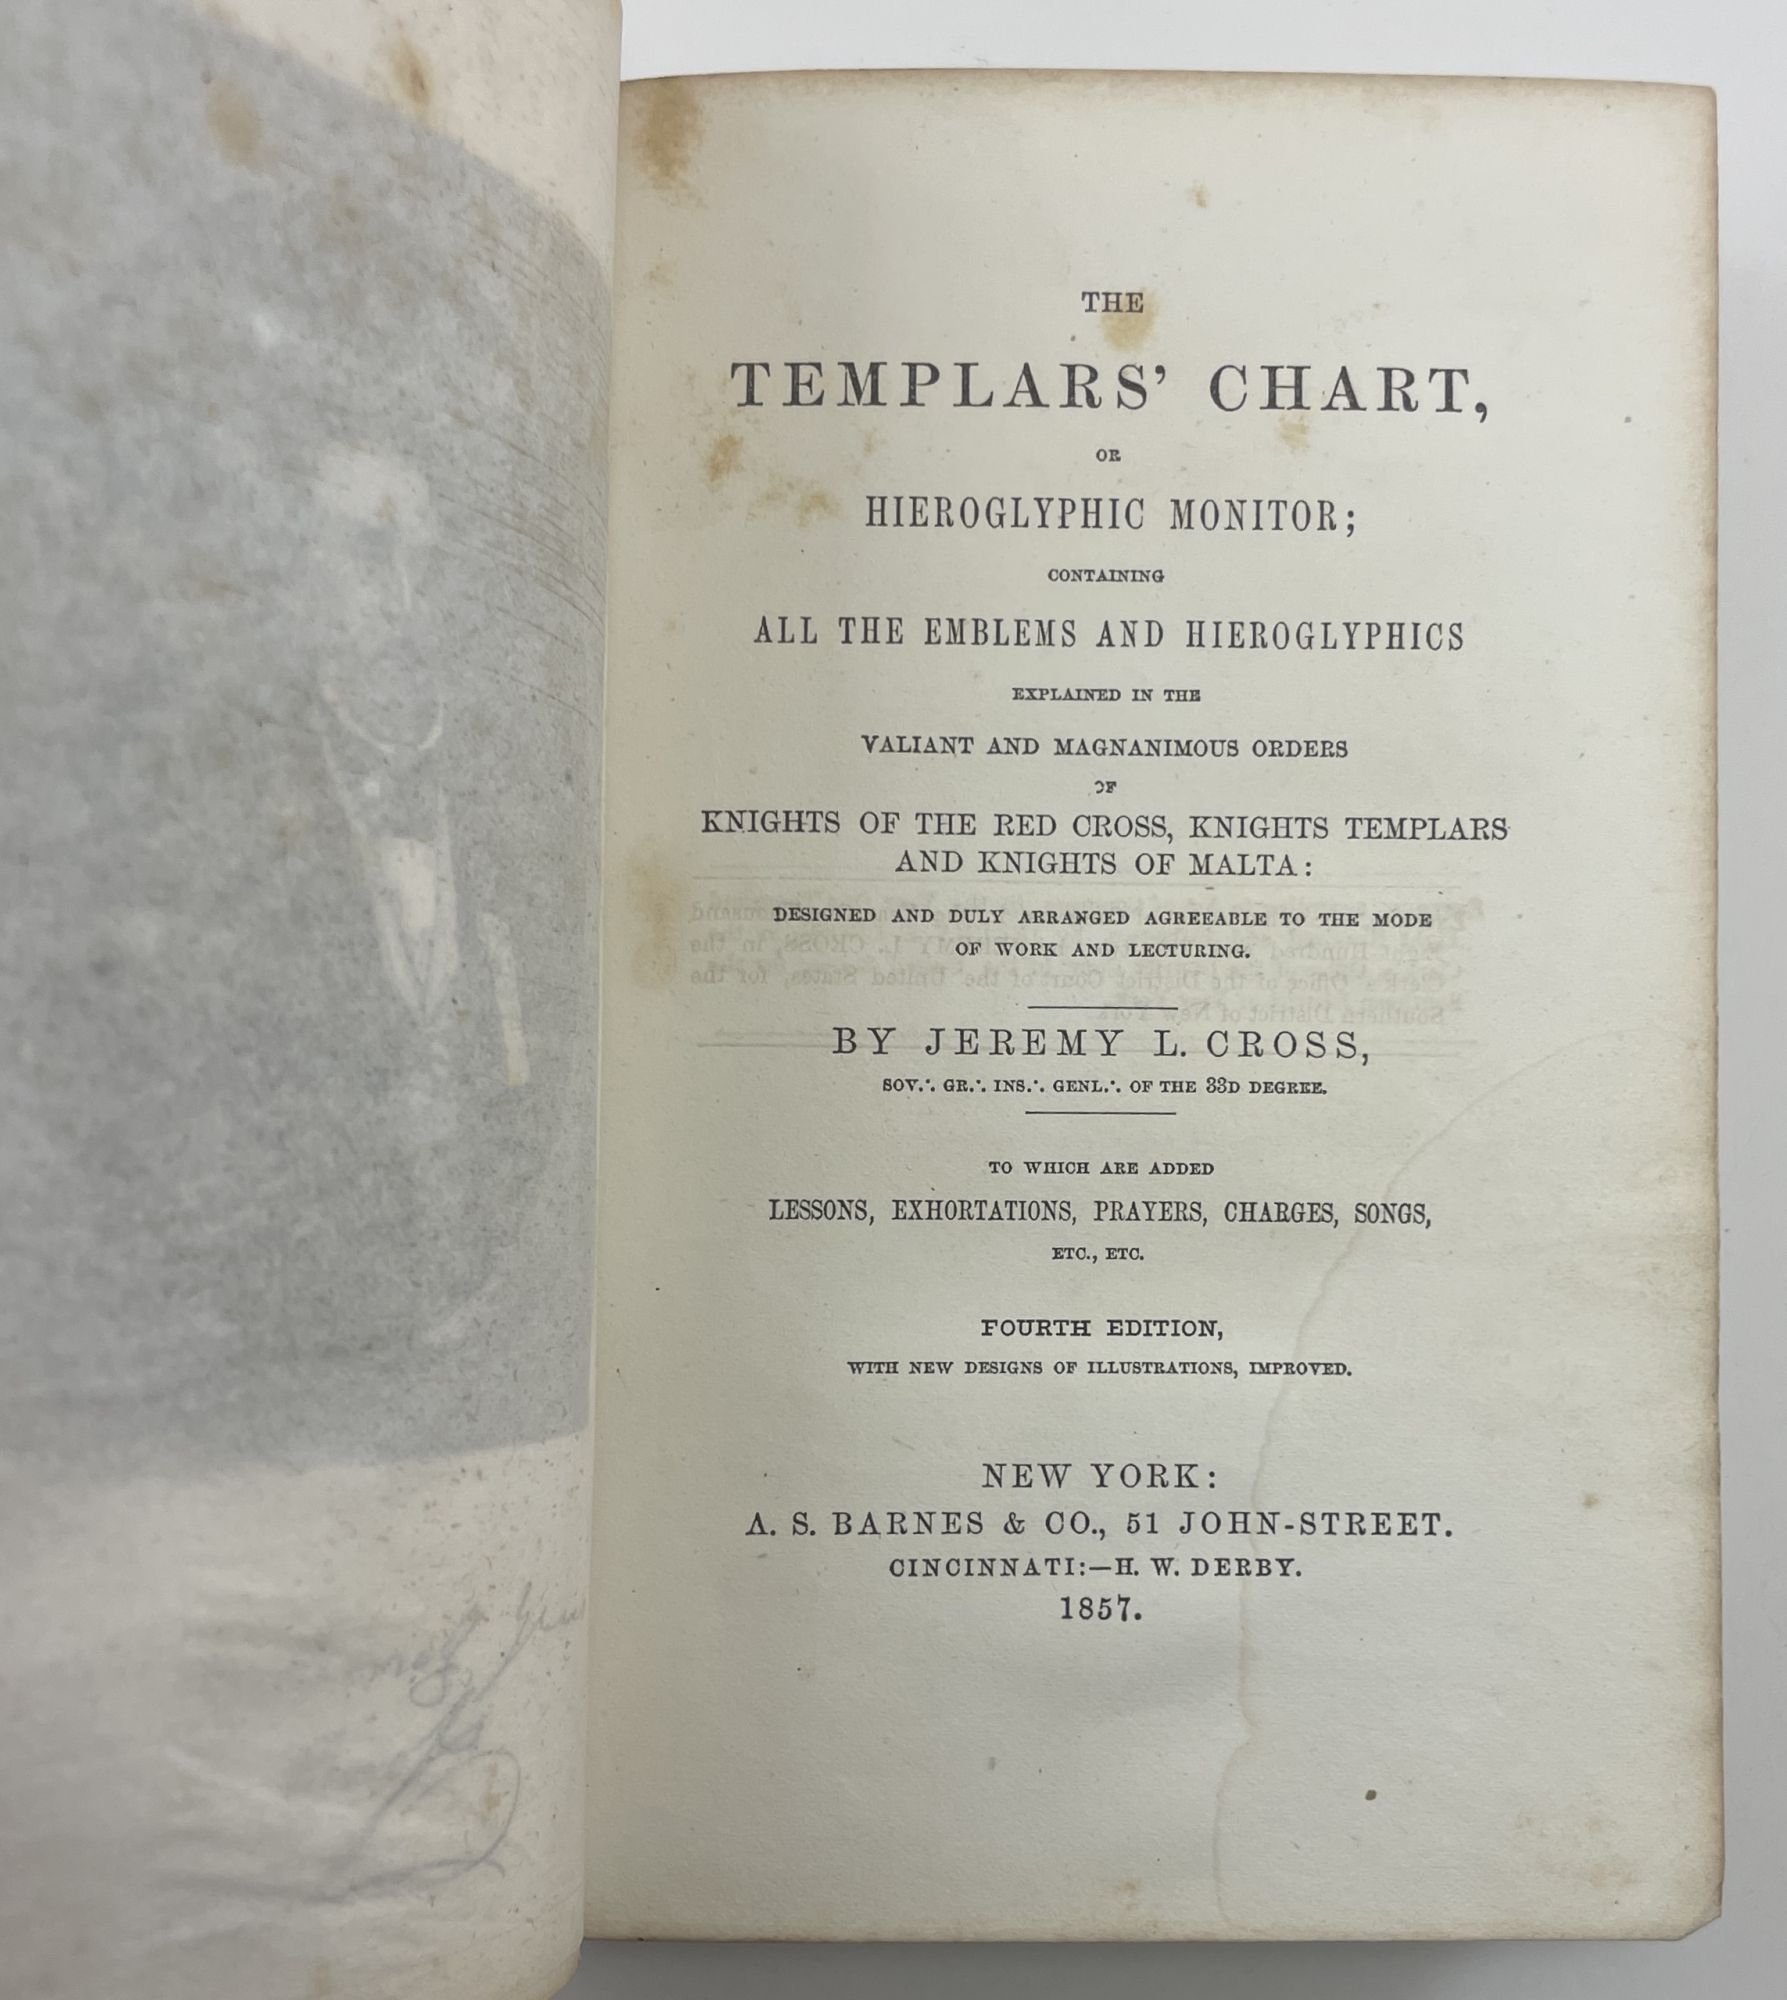 THE
TEMPLARS' CHART,
OR
HIEROGLYPHIC MONITOR;
CONTAINING
ALL THE EMBLEMS AND HIEROGLYPHICS
EXPLAINED IN THE
VALIANT AND MAGNANIMOUS ORDERS
OF
KNIGHTS OF THE RED CROSS, KNIGHTS TEMPLARS
AND KNIGHTS OF MALTA:
DESIGNED AND DULY ARRANGED AGREEABLE TO THE MODE
OF WORK AND LECTURING.
BY JEREMY L. CROSS,
SOV.∴ GR.∴ INS.∴ GENL.∴ OF THE 33D DEGREE.
TO WHICH ARE ADDED
LESSONS, EXHORTATIONS, PRAYERS, CHARGES, SONGS,
ETC., ETC.
FOURTH EDITION,
WITH NEW DESIGNS OF ILLUSTRATIONS, IMPROVED.
NEW YORK:
A. S. BARNES & CO., 51 JOHN-STREET.
CINCINNATI:—H. W. DERBY.
1857.